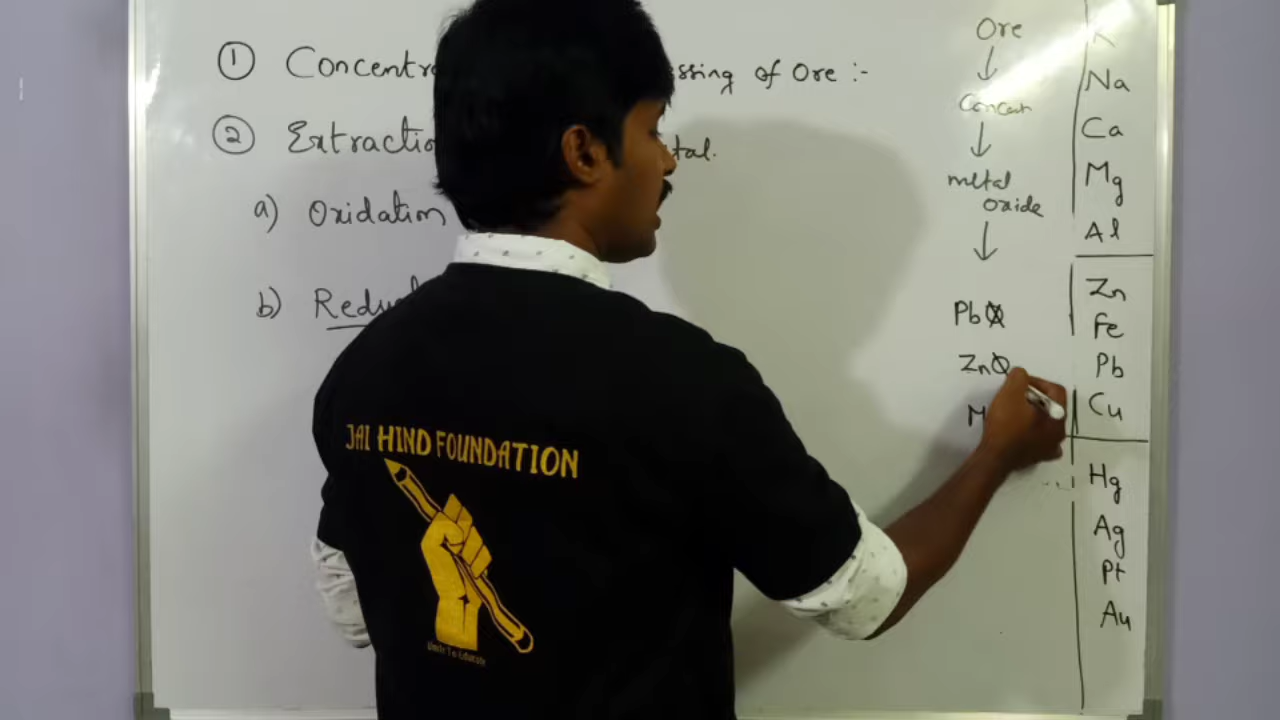 ① Concentr ssing of Ore :-
② Extractio tal.
a) Oxidation
b) Redu
Ore
↓
Concen
↓
metal
oxide
↓
PbO
ZnO
M
K
Na
Ca
Mg
Al
Zn
Fe
Pb
Cu
Hg
Ag
Pt
Au
JAI HIND FOUNDATION